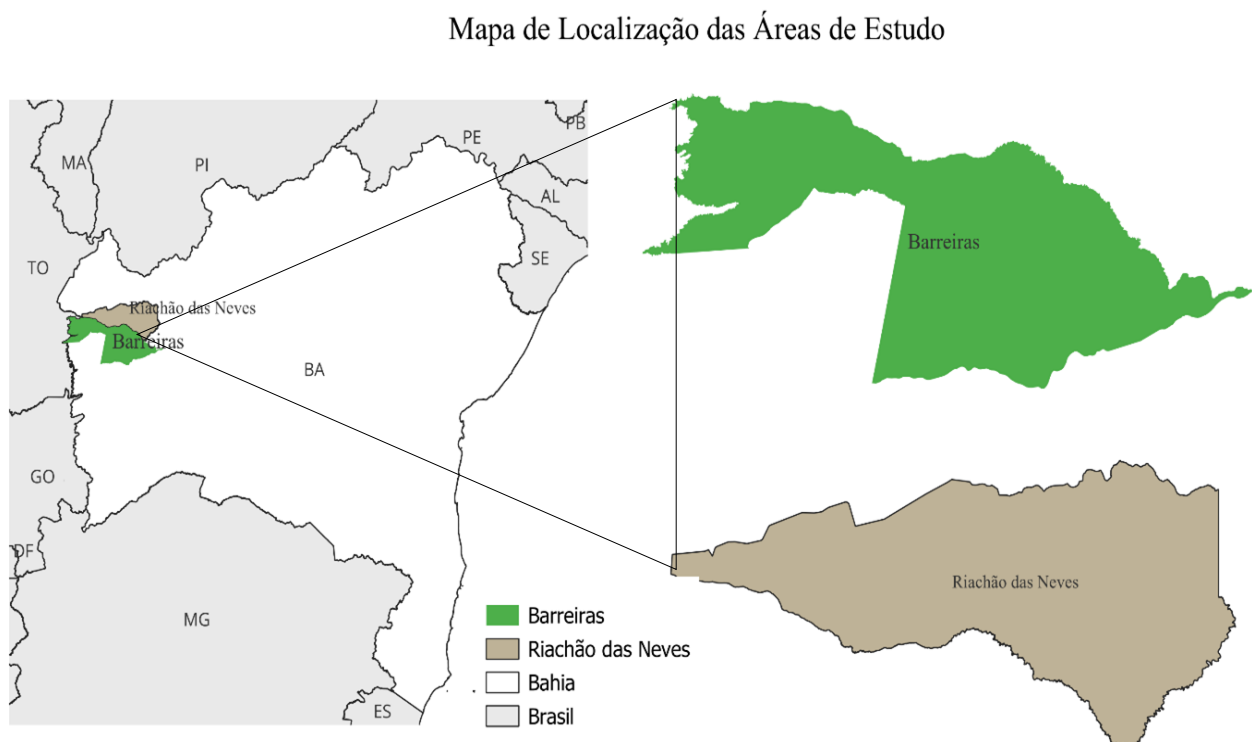 Mapa de Localização das Áreas de Estudo
MA
PI
PE
PB
AL
SE
TO
Riachão das Neves
Barreiras
BA
GO
DF
MG
ES
Barreiras
Riachão das Neves
Barreiras
Riachão das Neves
Bahia
Brasil